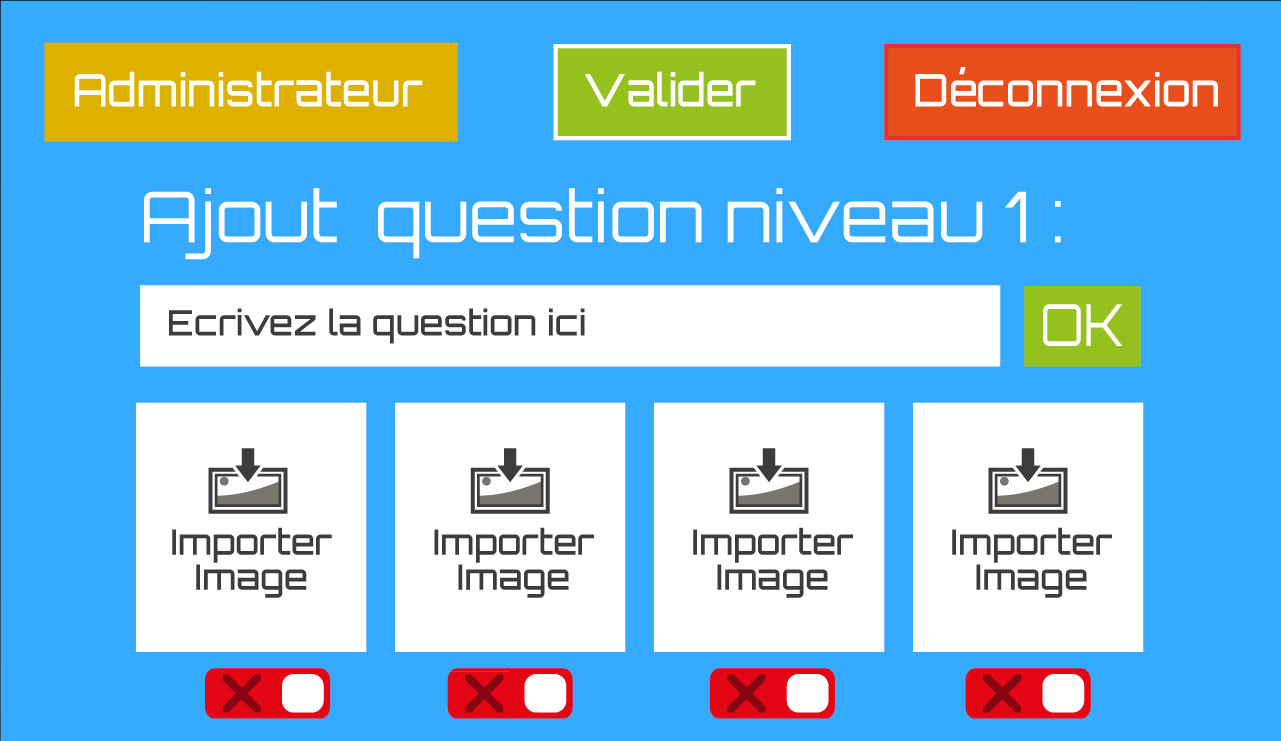 Administrateur
Valider
Déconnexion
Ajout question niveau 1 :
Ecrivez la question ici
OK
Importer
Image
Importer
Image
Importer
Image
Importer
Image